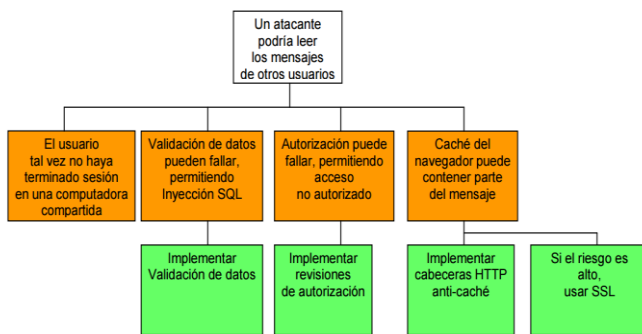 Un atacante
podría leer
los mensajes
de otros usuarios
El usuario
tal vez no haya
terminado sesión
en una computadora
compartida
Validación de datos
pueden fallar,
permitiendo
Inyección SQL
Autorización puede
fallar, permitiendo
acceso
no autorizado
Caché del
navegador puede
contener parte
del mensaje
Implementar
Validación de datos
Implementar
revisiones
de autorización
Implementar
cabeceras HTTP
anti-caché
Si el riesgo es
alto,
usar SSL